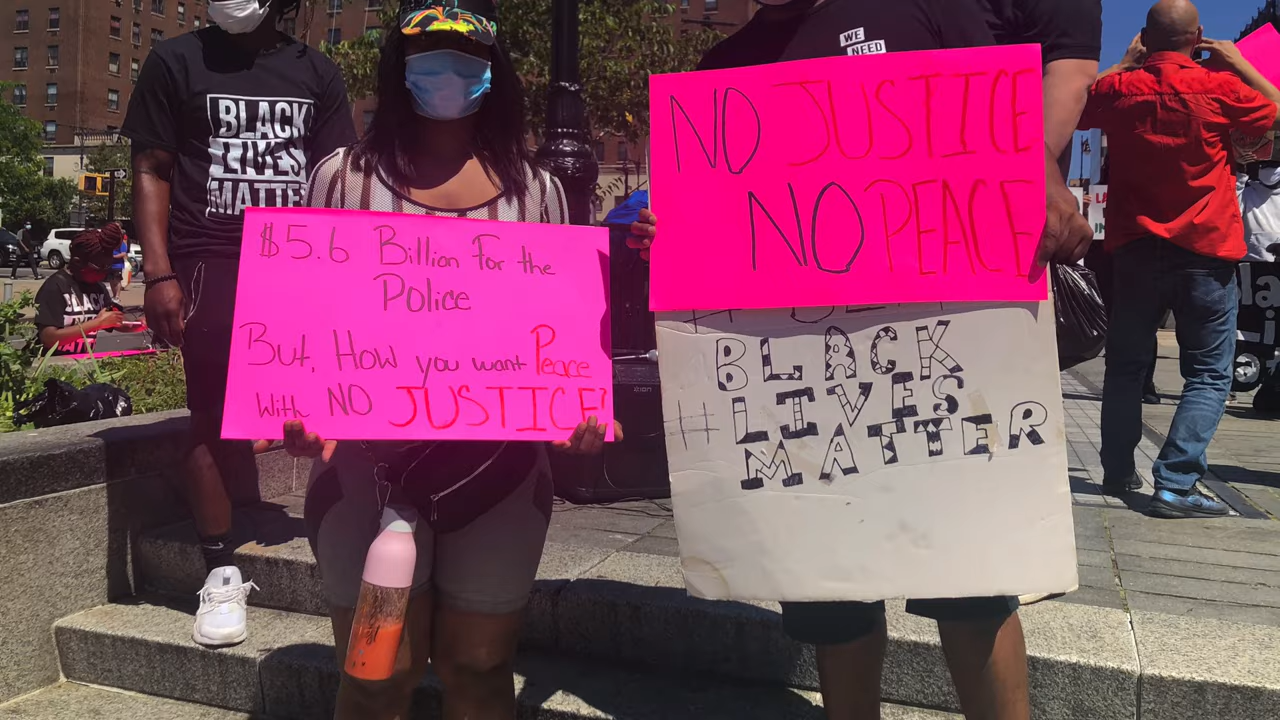 BLACK
LIVES
MATTER
WE
NEED
$5.6 Billion For the
Police
But, How you want Peace
With NO JUSTICE?
NO JUSTICE
NO PEACE
BLACK
# LIVES
MATTER
BLACK